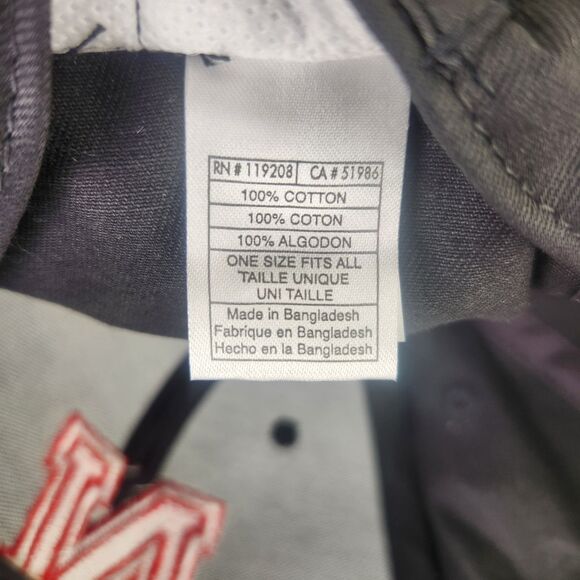 RN # 119208 CA # 51986
100% COTTON
100% COTON
100% ALGODON
ONE SIZE FITS ALL
TAILLE UNIQUE
UNI TAILLE
Made in Bangladesh
Fabrique en Bangladesh
Hecho en la Bangladesh